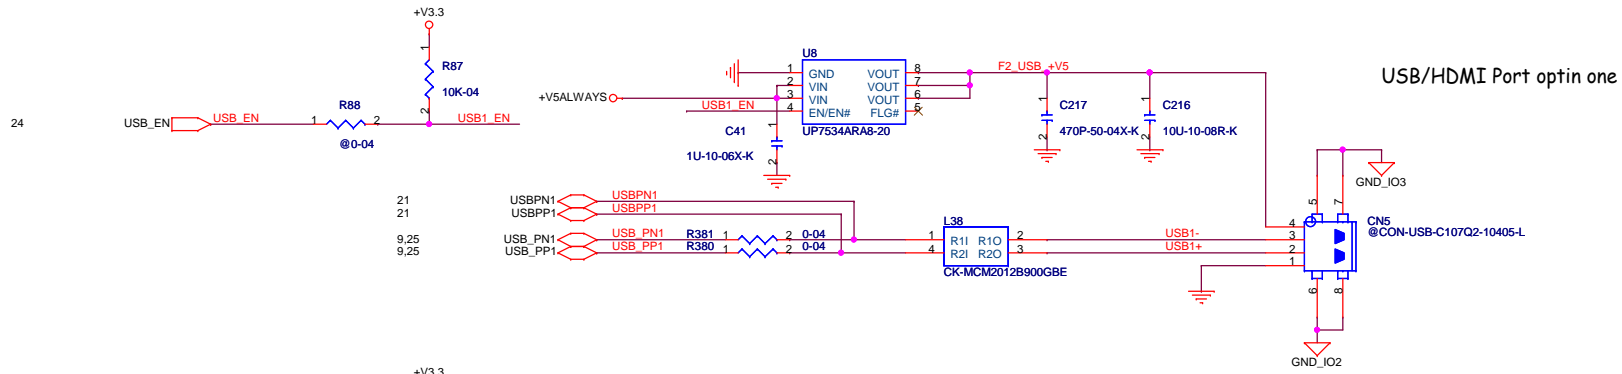 +V3.3
1
R87
10K-04
2
24
USB_EN
USB_EN
1
R88
2
@0-04
USB1_EN
U8
+V5ALWAYS
USB1_EN
1 GND VOUT 8
2 VIN VOUT 7
3 VIN VOUT 6
4 EN/EN# FLG# 5
UP7534ARA8-20
C41
1
2
1U-10-06X-K
F2_USB_+V5
1
C217
2
470P-50-04X-K
1
C216
2
10U-10-08R-K
USB/HDMI Port optin one
21 USBPN1 USBPN1
21 USBPP1 USBPP1
9,25 USB_PN1 USB_PN1 R381 1 2 0-04
9,25 USB_PP1 USB_PP1 R380 1 2 0-04
L38
1 R1I R1O 2
4 R2I R2O 3
CK-MCM2012B900GBE
USB1-
USB1+
GND_IO3
5
7
4
3
2
1
CN5
@CON-USB-C107Q2-10405-L
6
8
GND_IO2
+V3.3